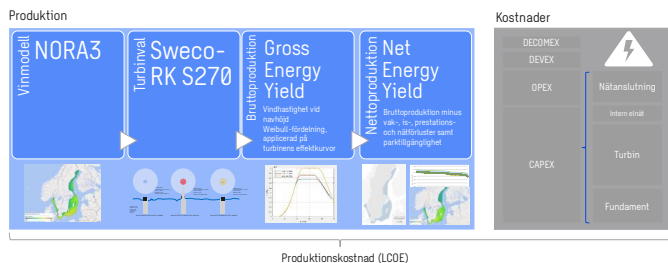 Produktion
Kostnader
Vinmodell
NORA3
Turbinval
Sweco-
RK S270
Bruttoproduktion
Gross
Energy
Yield
Vindhastighet vid
navhöjd
Weibull-fördelning,
applicerad på
turbinens effektkurvor
Nettoproduktion
Net
Energy
Yield
Bruttoproduktion minus
vak-, is-, prestations-
och nätförluster samt
parktillgänglighet
DECOMEX
DEVEX
OPEX
CAPEX
Nätanslutning
Intern elnät
Turbin
Fundament
Produktionskostnad (LCOE)